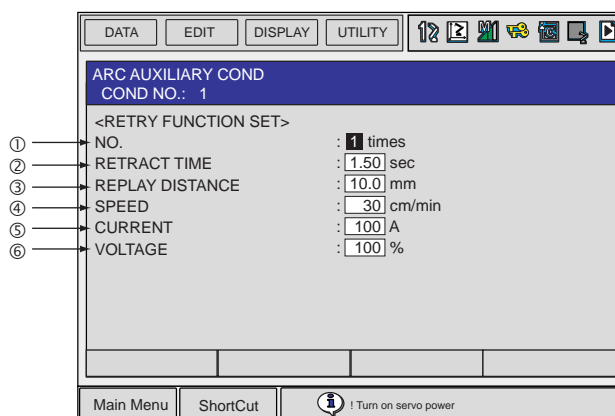 DATA EDIT DISPLAY UTILITY
ARC AUXILIARY COND
COND NO.: 1
<RETRY FUNCTION SET>
① NO. : 1 times
② RETRACT TIME : 1.50 sec
③ REPLAY DISTANCE : 10.0 mm
④ SPEED : 30 cm/min
⑤ CURRENT : 100 A
⑥ VOLTAGE : 100 %
Main Menu ShortCut ! Turn on servo power